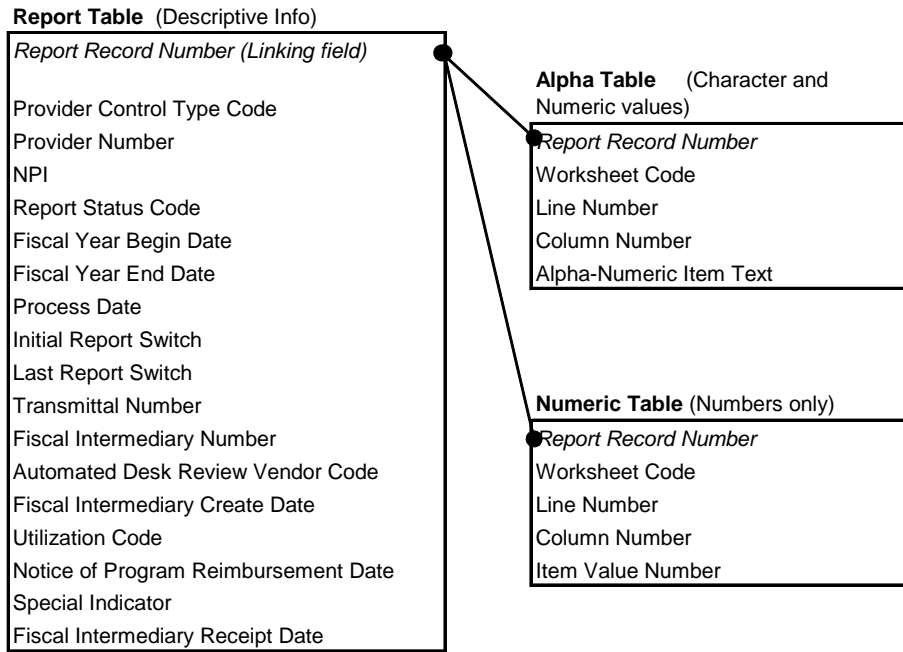 Report Table (Descriptive Info)
Report Record Number (Linking field)
Provider Control Type Code
Provider Number
NPI
Report Status Code
Fiscal Year Begin Date
Fiscal Year End Date
Process Date
Initial Report Switch
Last Report Switch
Transmittal Number
Fiscal Intermediary Number
Automated Desk Review Vendor Code
Fiscal Intermediary Create Date
Utilization Code
Notice of Program Reimbursement Date
Special Indicator
Fiscal Intermediary Receipt Date
Alpha Table (Character and
Numeric values)
Report Record Number
Worksheet Code
Line Number
Column Number
Alpha-Numeric Item Text
Numeric Table (Numbers only)
Report Record Number
Worksheet Code
Line Number
Column Number
Item Value Number